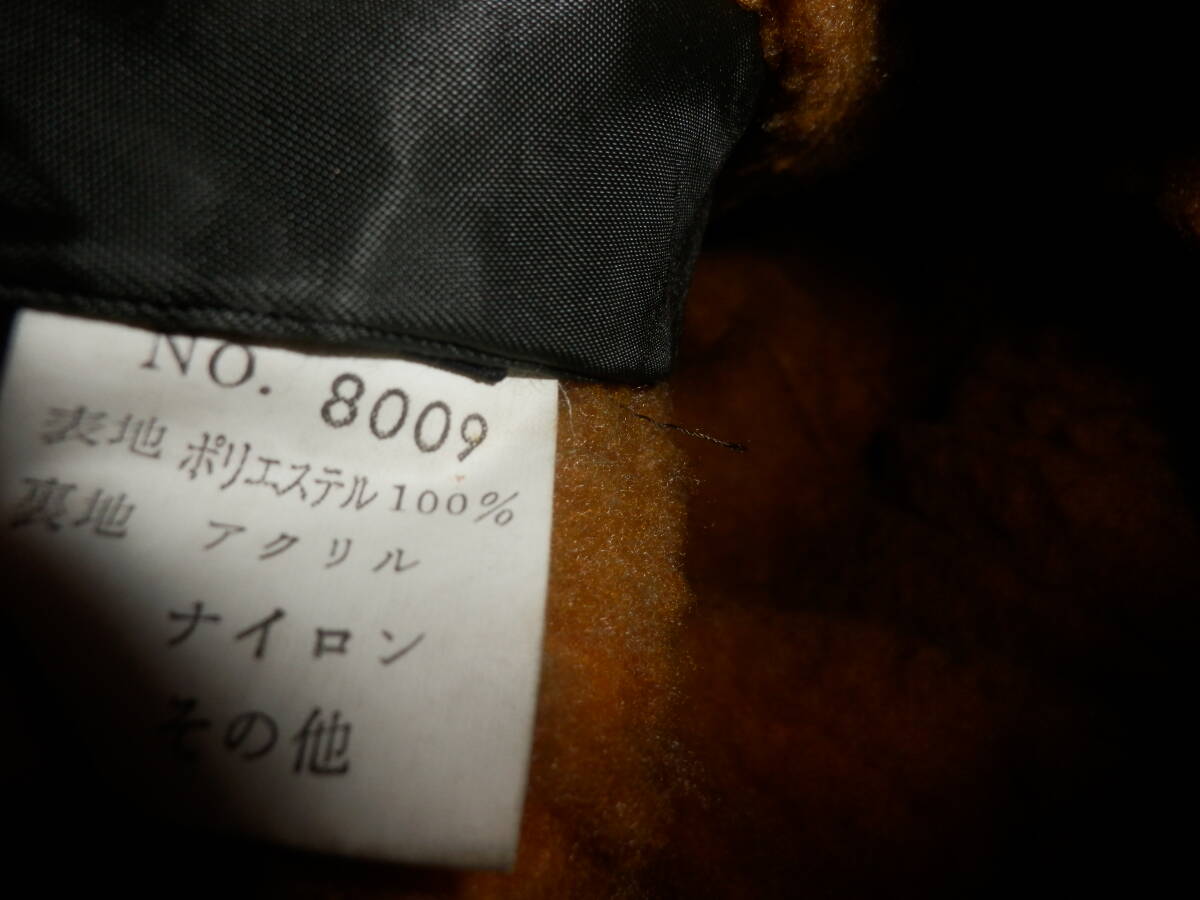 NO. 8009
表地 ポリエステル100%
裏地 アクリル
ナイロン
その他